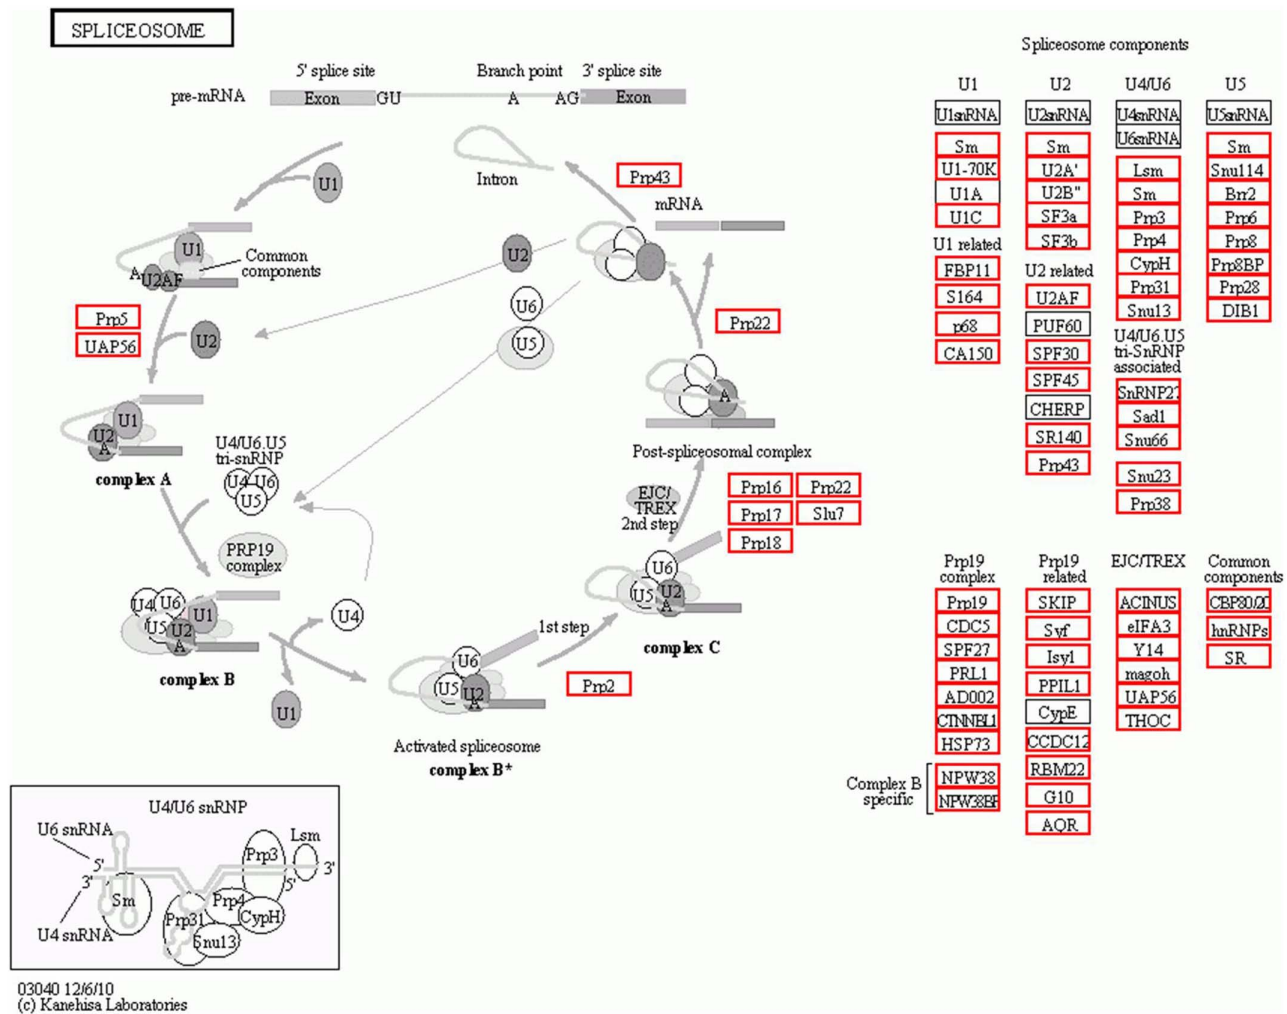 SPLICEOSOME
5' splice site
Branch point
3' splice site
pre-mRNA
Exon
GU
A
AG
Exon
U1
Intron
Prp43
mRNA
U1
Common
components
A
U2AF
U2
U6
U5
Prp5
UAP56
U2
Prp22
U1
U2
A
complex A
U4/U6.U5
tri-snRNP
U4
U6
U5
PRP19
complex
A
Post-spliceosomal complex
EJC/
TREX
2nd step
Prp16
Prp22
Prp17
Slu7
Prp18
U4
U6
U5
U2
A
U1
complex B
U4
U1
1st step
U6
U5
U2
A
Prp2
Activated spliceosome
complex B*
U6
U5
U2
A
complex C
Spliceosome components
U1
U1snRNA
Sm
U1-70K
U1A
U1C
U1 related
FBP11
S164
p68
CA150
U2
U2snRNA
Sm
U2A'
U2B"
SF3a
SF3b
U2 related
U2AF
PUF60
SPF30
SPF45
CHERP
SR140
Prp43
U4/U6
U4snRNA
U6snRNA
Lsm
Sm
Prp3
Prp4
CypH
Prp31
Snu13
U4/U6.U5
tri-SnRNP
associated
Sad1
Snu66
Snu23
Prp38
U5
U5snRNA
Sm
Snu114
Brr2
Prp6
Prp8
Prp8BP
Prp28
DIB1
Prp19
complex
Prp19
CDC5
SPF27
PRL1
AD002
CTNNBL1
HSP73
Complex B
specific
NPW38
NPW38BP
Prp19
related
SKIP
Syf
Isy1
PPIL1
CypE
CCDC12
RBM22
G10
AQR
EJC/TREX
ACINUS
eIFA3
Y14
magoh
UAP56
THOC
Common
components
CBP80/20
hnRNPs
SR
U4/U6 snRNP
U6 snRNA
5'
3'
Sm
U4 snRNA
Prp3
Lsm
3'
5'
Prp4
CypH
Prp31
Snu13
03040 12/6/10
(c) Kanehisa Laboratories